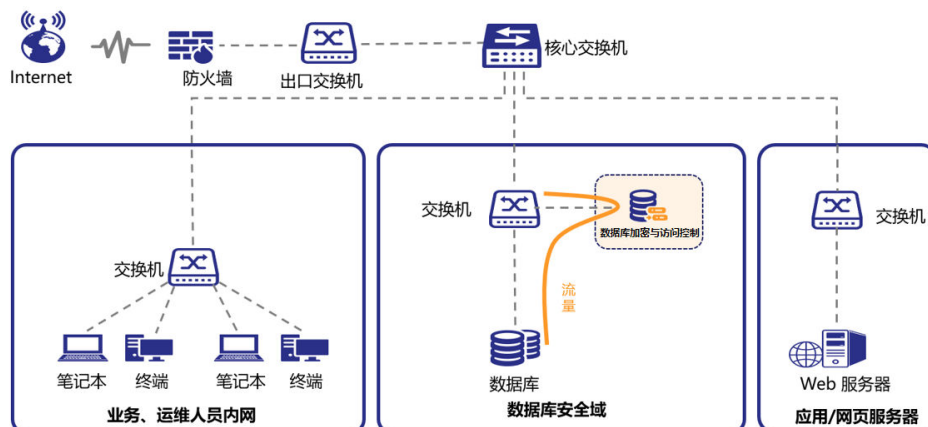 Internet
防火墙
出口交换机
核心交换机
交换机
笔记本
终端
笔记本
终端
业务、运维人员内网
交换机
数据库加密与访问控制
流量
数据库
数据库安全域
交换机
Web 服务器
应用/网页服务器